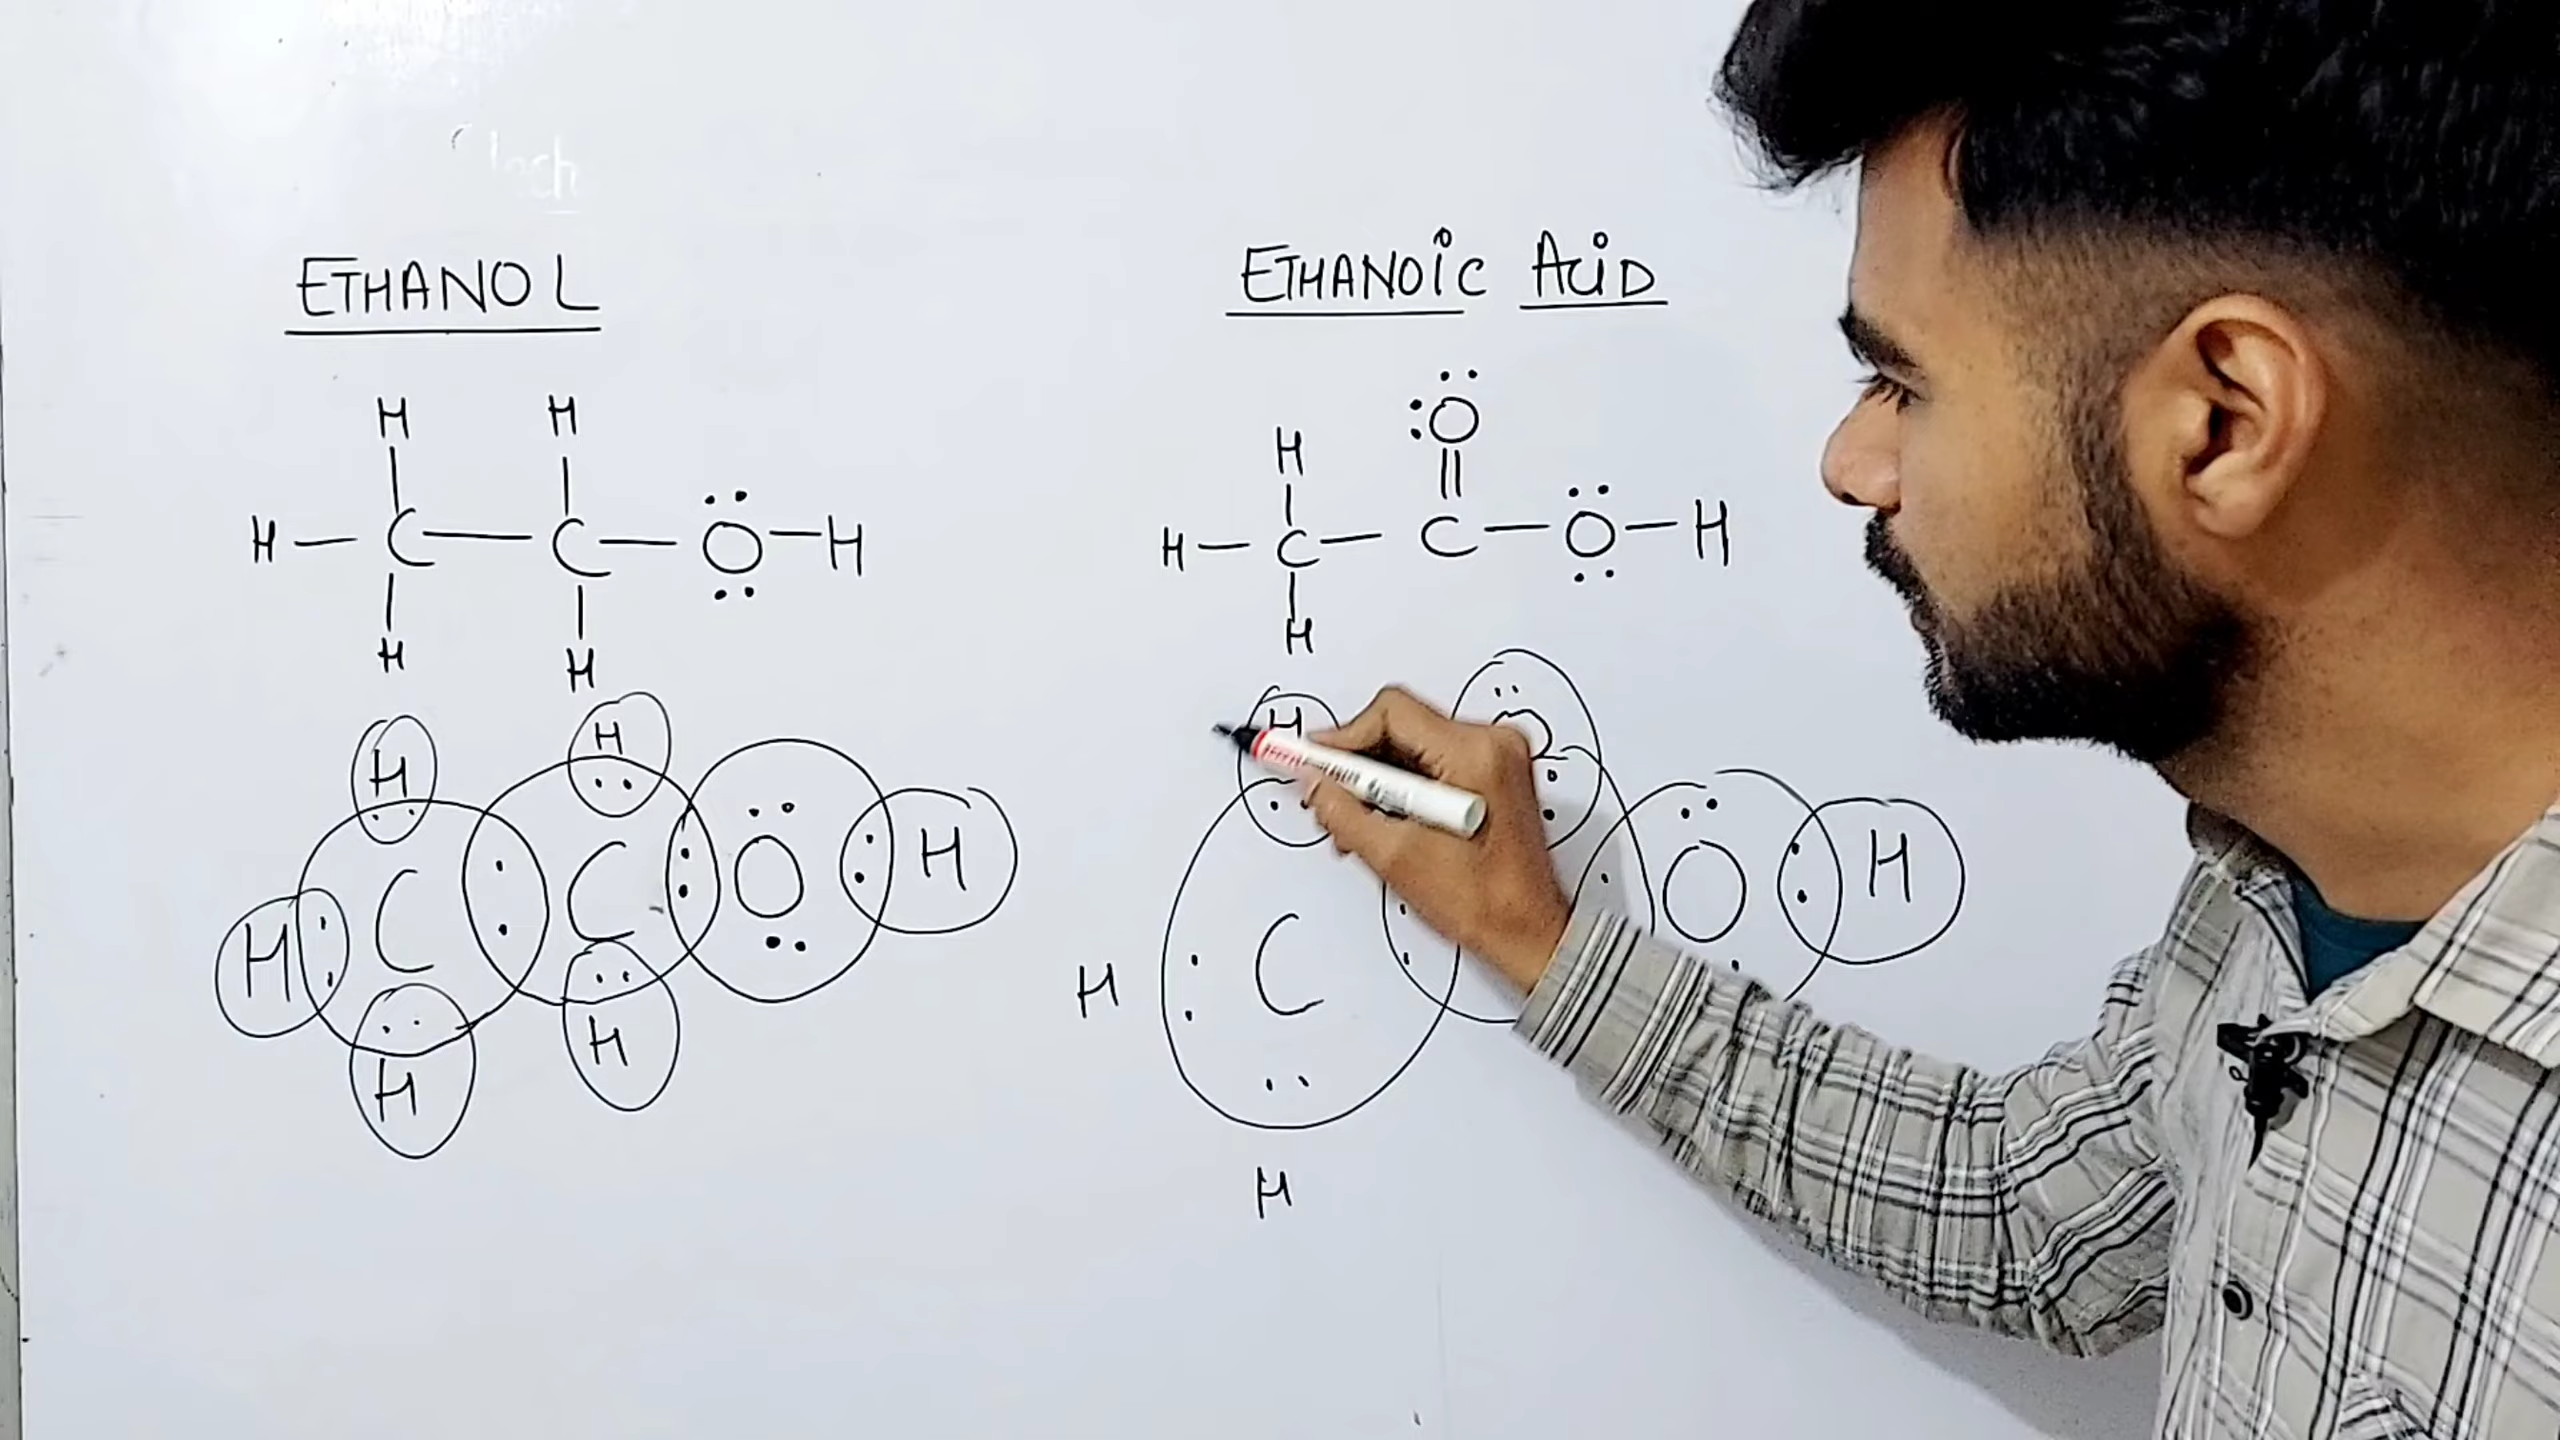 ETHANOL
ETHANOIC ACID
H H
H — C — C — O — H
H H
:O
H
H — C — C — O — H
H
H H
H C C O H
H H
H O
H C O H
H